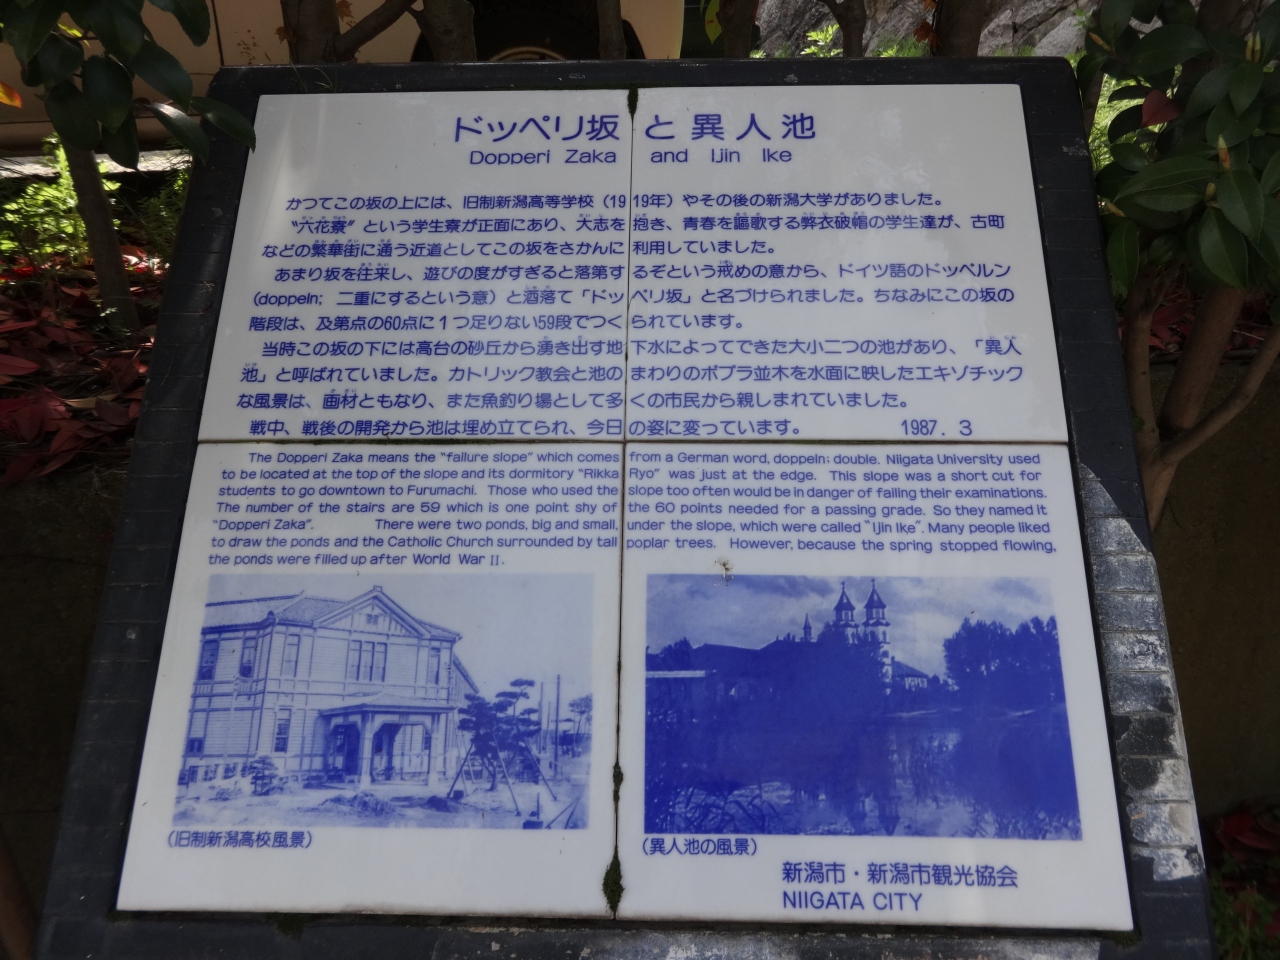 ドッペリ坂と異人池
Dopperi Zaka and Ijin Ike
かつてこの坂の上には、旧制新潟高等学校（1919年）やその後の新潟大学がありました。
“六花寮”という学生寮が正面にあり、大志を抱き、青春を謳歌する弊衣破帽の学生達が、古町
などの繁華街に通う近道としてこの坂をさかんに利用していました。
あまり坂を往来し、遊びの度がすぎると落第するぞという戒めの意から、ドイツ語のドッペルン
（doppeln; 二重にするという意）と洒落て「ドッペリ坂」と名づけられました。ちなみにこの坂の
階段は、及第点の60点に１つ足りない59段でつくられています。
当時この坂の下には高台の砂丘から湧き出す地下水によってできた大小二つの池があり、「異人
池」と呼ばれていました。カトリック教会と池のまわりのポプラ並木を水面に映したエキゾチック
な風景は、画材ともなり、また魚釣り場として多くの市民から親しまれていました。
戦中、戦後の開発から池は埋め立てられ、今日の姿に変っています。 1987. 3
The Dopperi Zaka means the "failure slope" which comes from a German word, doppeln; double. Niigata University used
to be located at the top of the slope and its dormitory "Rikka Ryo" was just at the edge. This slope was a short cut for
students to go downtown to Furumachi. Those who used the slope too often would be in danger of failing their examinations.
The number of the stairs are 59 which is one point shy of the 60 points needed for a passing grade. So they named it
"Dopperi Zaka". There were two ponds, big and small, under the slope, which were called "Ijin Ike". Many people liked
to draw the ponds and the Catholic Church surrounded by tall poplar trees. However, because the spring stopped flowing,
the ponds were filled up after World War II.
（旧制新潟高校風景）
（異人池の風景）
新潟市・新潟市観光協会
NIIGATA CITY